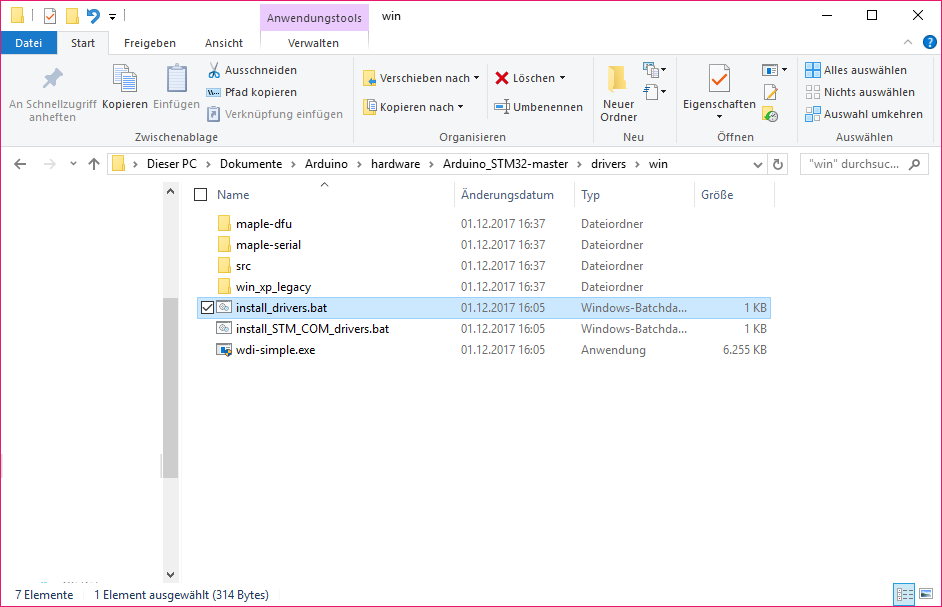 Anwendungstools win
Datei Start Freigeben Ansicht Verwalten
An Schnellzugriff anheften
Kopieren
Einfügen
Ausschneiden
Pfad kopieren
Verknüpfung einfügen
Zwischenablage
Verschieben nach
Kopieren nach
Löschen
Umbenennen
Organisieren
Neuer Ordner
Neu
Eigenschaften
Öffnen
Alles auswählen
Nichts auswählen
Auswahl umkehren
Auswählen
Dieser PC Dokumente Arduino hardware Arduino_STM32-master drivers win
"win" durchsuc...
Name Änderungsdatum Typ Größe
maple-dfu 01.12.2017 16:37 Dateiordner
maple-serial 01.12.2017 16:37 Dateiordner
src 01.12.2017 16:37 Dateiordner
win_xp_legacy 01.12.2017 16:37 Dateiordner
install_drivers.bat 01.12.2017 16:05 Windows-Batchda... 1 KB
install_STM_COM_drivers.bat 01.12.2017 16:05 Windows-Batchda... 1 KB
wdi-simple.exe 01.12.2017 16:05 Anwendung 6.255 KB
7 Elemente 1 Element ausgewählt (314 Bytes)